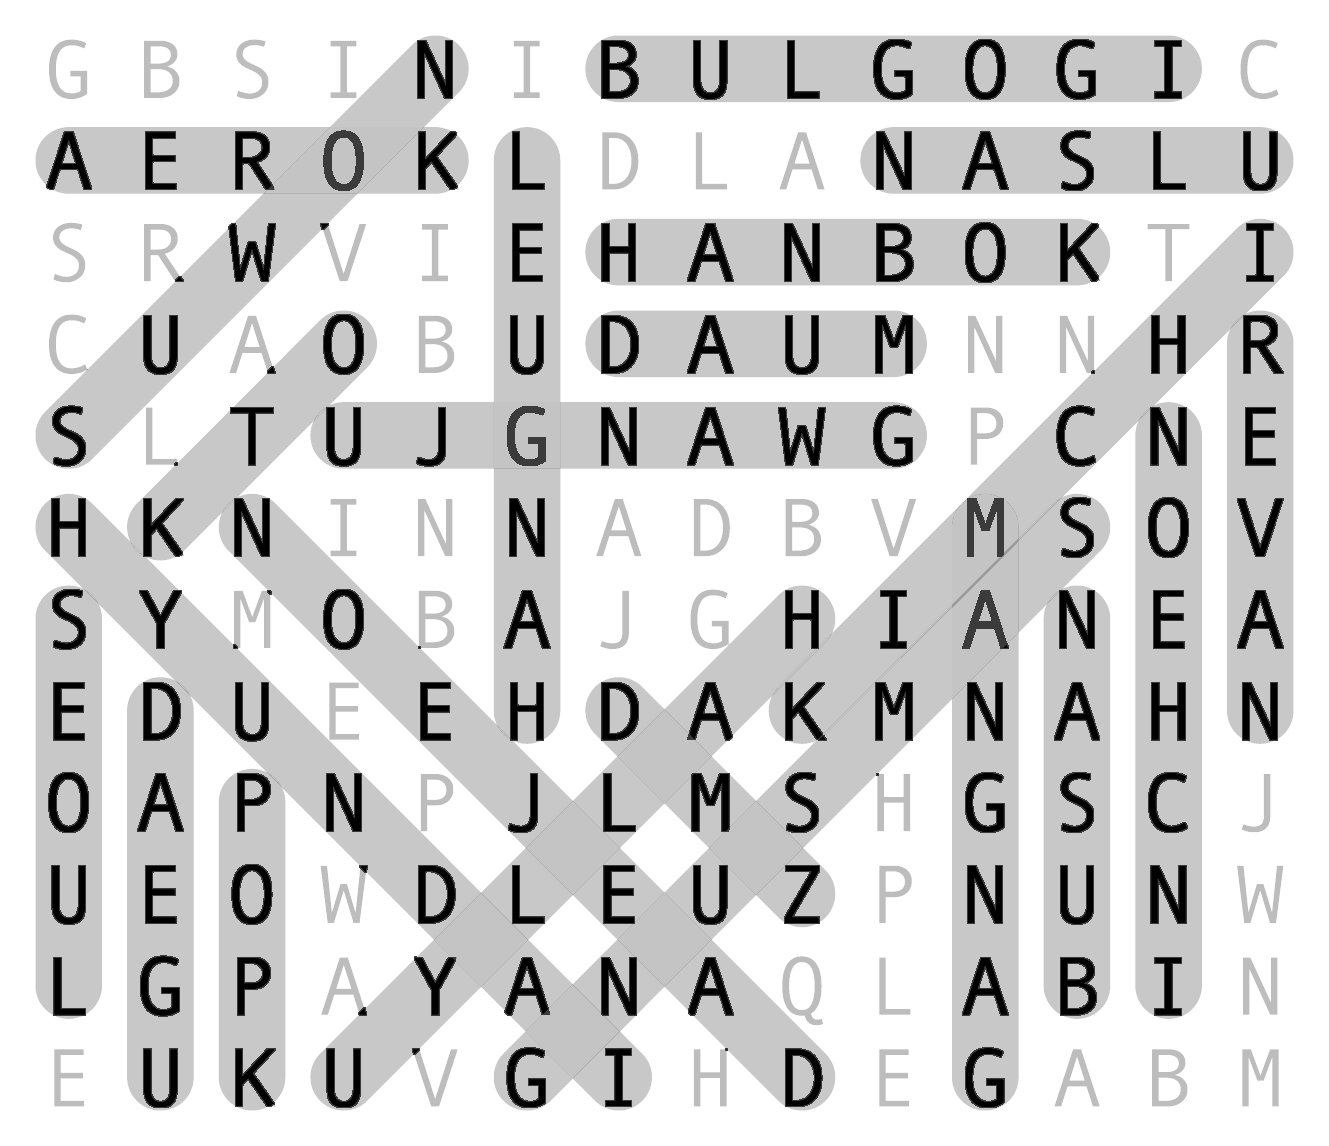 G B S I N I B U L G O G I C
A E R O K L D L A N A S L U
S R W V I E H A N B O K T I
C U A O B U D A U M N N H R
S L T U J G N A W G P C N E
H K N I N N A D B V M S O V
S Y M O B A J G H I A N E A
E D U E E H D A K M N A H N
O A P N P J L M S H G S C J
U E O W D L E U Z P N U N W
L G P A Y A N A Q L A B I N
E U K U V G I H D E G A B M